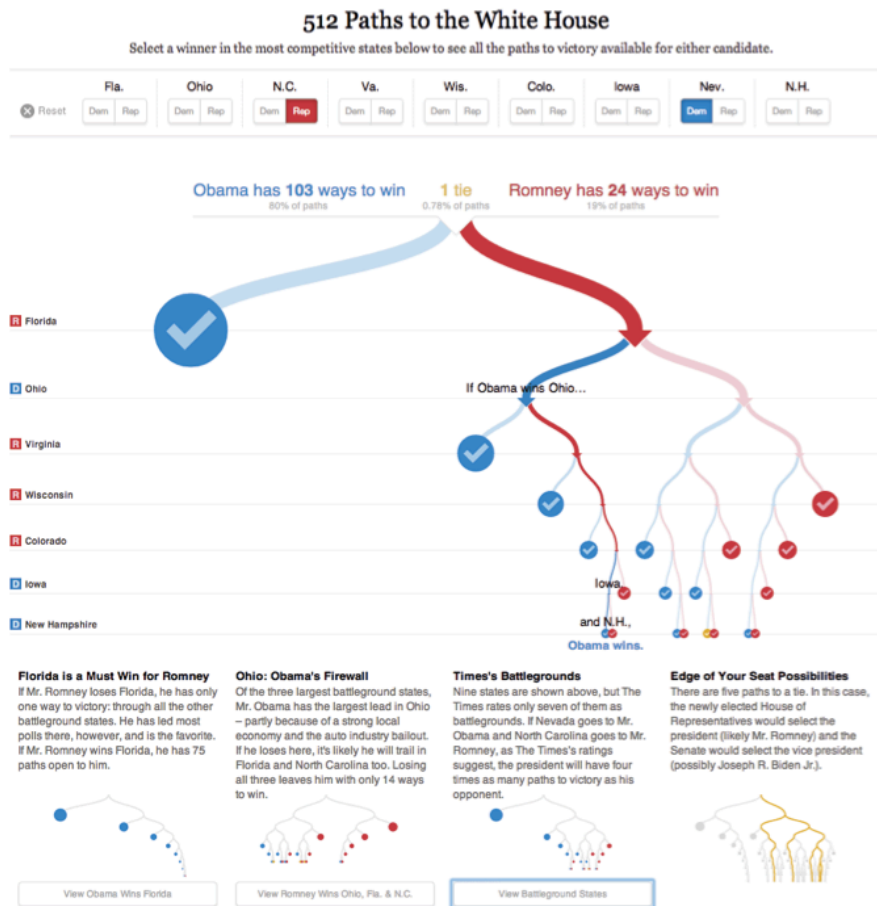 512 Paths to the White House
Select a winner in the most competitive states below to see all the paths to victory available for either candidate.
Fla. Ohio N.C. Va. Wis. Colo. Iowa Nev. N.H.
Reset Dem Rep Dem Rep Dem Rep Dem Rep Dem Rep Dem Rep Dem Rep Dem Rep Dem Rep
Obama has 103 ways to win 1 tie Romney has 24 ways to win
80% of paths 0.78% of paths 19% of paths
R Florida
D Ohio
If Obama wins Ohio...
R Virginia
R Wisconsin
R Colorado
D Iowa
Iowa
D New Hampshire
and N.H.,
Obama wins.
Florida is a Must Win for Romney
If Mr. Romney loses Florida, he has only
one way to victory: through all the other
battleground states. He has led most
polls there, however, and is the favorite.
If Mr. Romney wins Florida, he has 75
paths open to him.
View Obama Wins Florida
Ohio: Obama's Firewall
Of the three largest battleground states,
Mr. Obama has the largest lead in Ohio
– partly because of a strong local
economy and the auto industry bailout.
If he loses here, it's likely he will trail in
Florida and North Carolina too. Losing
all three leaves him with only 14 ways
to win.
View Romney Wins Ohio, Fla. & N.C.
Times's Battlegrounds
Nine states are shown above, but The
Times rates only seven of them as
battlegrounds. If Nevada goes to Mr.
Obama and North Carolina goes to Mr.
Romney, as The Times's ratings
suggest, the president will have four
times as many paths to victory as his
opponent.
View Battleground States
Edge of Your Seat Possibilities
There are five paths to a tie. In this case,
the newly elected House of
Representatives would select the
president (likely Mr. Romney) and the
Senate would select the vice president
(possibly Joseph R. Biden Jr.).